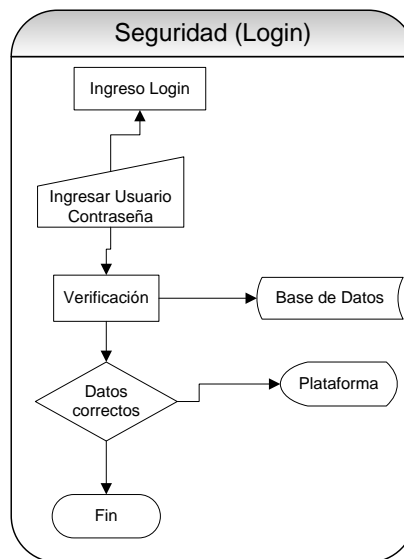 Seguridad (Login)
Ingreso Login
Ingresar Usuario
Contraseña
Verificación
Base de Datos
Datos
correctos
Plataforma
Fin